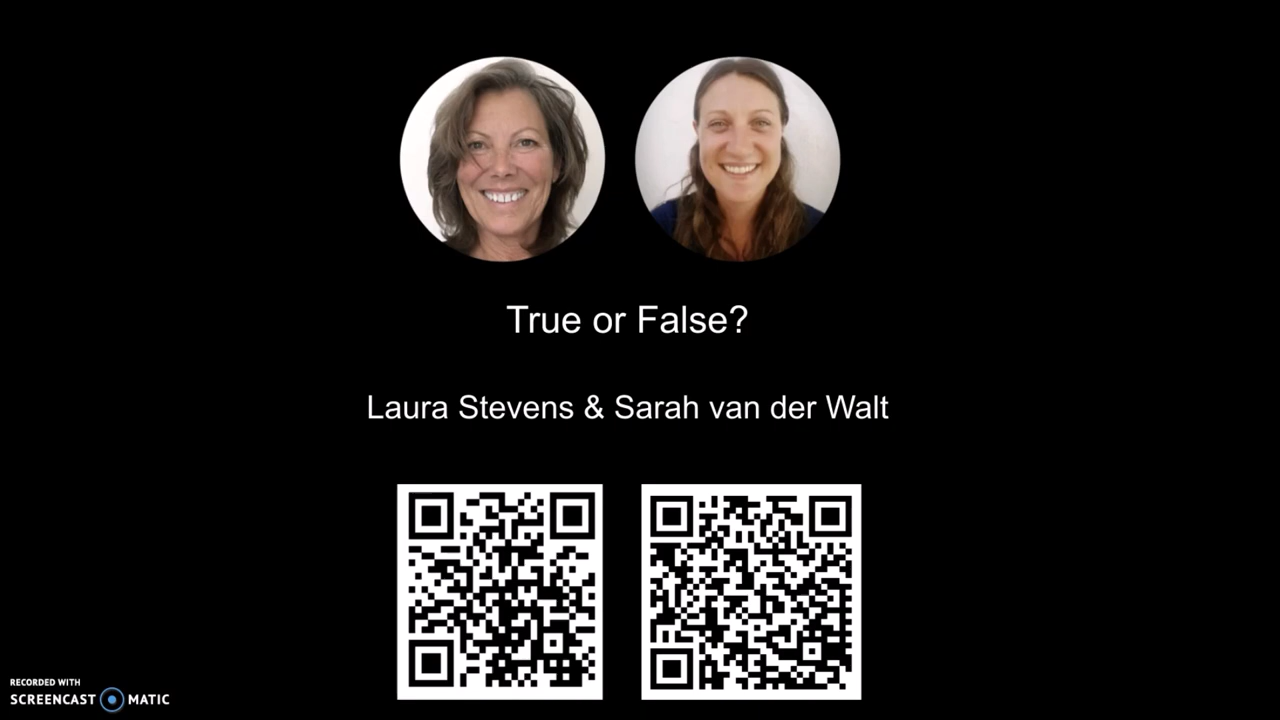 True or False?
Laura Stevens & Sarah van der Walt
RECORDED WITH
SCREENCAST MATIC